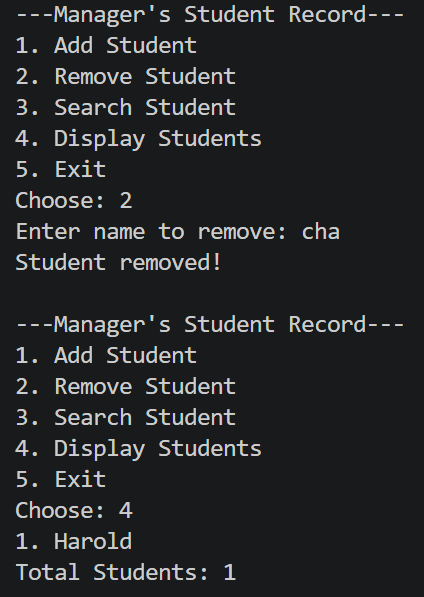 ---Manager's Student Record---
1. Add Student
2. Remove Student
3. Search Student
4. Display Students
5. Exit
Choose: 2
Enter name to remove: cha
Student removed!

---Manager's Student Record---
1. Add Student
2. Remove Student
3. Search Student
4. Display Students
5. Exit
Choose: 4
1. Harold
Total Students: 1